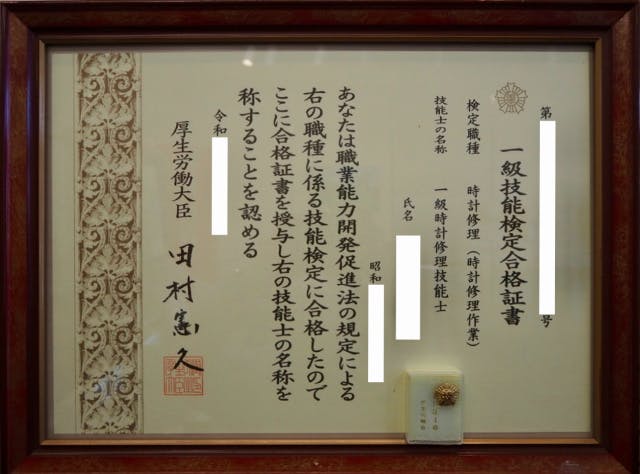 第
号
一級技能検定合格証書
検定職種 時計修理(時計修理作業)
技能士の名称 一級時計修理技能士
氏名
昭和
あなたは職業能力開発促進法の規定による
右の職種に係る技能検定に合格したので
ここに合格証書を授与し右の技能士の名称を
称することを認める
令和
厚生労働大臣 田村憲久